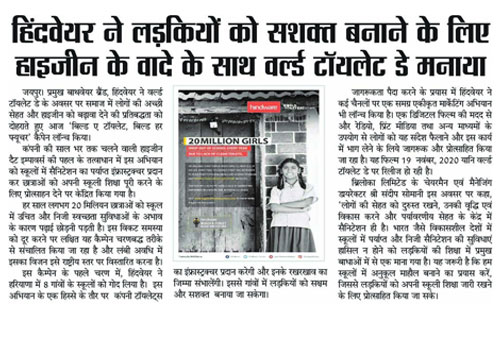 हिंदवेयर ने लड़कियों को सशक्त बनाने के लिए
हाइजीन के वादे के साथ वर्ल्ड टॉयलेट डे मनाया
जयपुर। प्रमुख बाथवेयर ब्रैंड, हिंदवेयर ने वर्ल्ड
टॉयलेट डे के अवसर पर समाज में लोगों की अच्छी
सेहत और हाइजीन को बढ़ावा देने की प्रतिबद्धता को
दोहराते हुए आज 'बिल्ड ए टॉयलेट, बिल्ड हर
फ्यूचर' कैंपेन लॉन्च किया।
कंपनी की साल भर तक चलने वाली हाइजीन
दैट इम्पावर्स की पहल के तत्वाधान में इस अभियान
को स्कूलों में सैनिटेशन का पर्याप्त इंफ्रास्ट्रक्चर प्रदान
कर छात्राओं को अपनी स्कूली शिक्षा पूरी करने के
लिए प्रोत्साहन देने पर केंद्रित किया गया है।
हर साल लगभग 20 मिलियन छात्राओं को स्कूल
में उचित और निजी स्वच्छता सुविधाओं के अभाव
के कारण पढ़ाई छोड़नी पड़ती है। इस विकट समस्या
को दूर करने पर लक्षित यह कैम्पेन चरणबद्ध तरीके
से संचालित किया जा रहा है और लंबी अवधि में
इसका विजन इसे राष्ट्रीय स्तर पर विस्तारित करना है।
इस कैम्पेन के पहले चरण में, हिंदवेयर ने
हरियाणा में 8 गांवों के स्कूलों को गोद लिया है। इस
अभियान के एक हिस्से के तौर पर कंपनी टॉयलेट्स
hindware
20 MILLION GIRLS
का इंफ्रास्ट्रक्चर प्रदान करेगी और इनके रखरखाव का
जिम्मा संभालेंगी। इससे गांवों में लड़कियों को सक्षम
और सशक्त बनाया जा सकेगा।
जागरूकता पैदा करने के प्रयास में हिंदवेयर ने
कई चैनलों पर एक समग्र एकीकृत मार्केटिंग अभियान
भी लॉन्च किया है। एक डिजिटल फिल्म की मदद से
और रेडियो, प्रिंट मीडिया तथा अन्य माध्यमों के
उपयोग से लोगों को यह संदेश फैलाने और इस कार्य
में भाग लेने के लिये जागरूक और प्रोत्साहित किया
जा रहा है। यह फिल्म 19 नवंबर, 2020 यानि वर्ल्ड
टॉयलेट डे पर रिलीज हो रही है।
ब्रिलोका लिमिटेड के चेयरमैन एवं मैनेजिंग
डायरेक्टर श्री संदीप सोमानी इस अवसर पर कहा,
'लोगों की सेहत को दुरुस्त रखने, उनकी वृद्धि एवं
विकास करने और पर्यावरणीय सेहत के केंद्र में
सैनिटेशन ही है। भारत जैसे विकासशील देशों में
स्कूलों में पर्याप्त और निजी सैनिटेशन की सुविधाएं
हासिल न होने को लड़कियों की शिक्षा में प्रमुख
बाधाओं में से एक माना गया है। यह जरूरी है कि हम
स्कूलों में अनुकूल माहौल बनाने का प्रयास करें,
जिससे लड़कियों को अपनी स्कूली शिक्षा जारी रखने
के लिए प्रोत्साहित किया जा सके।